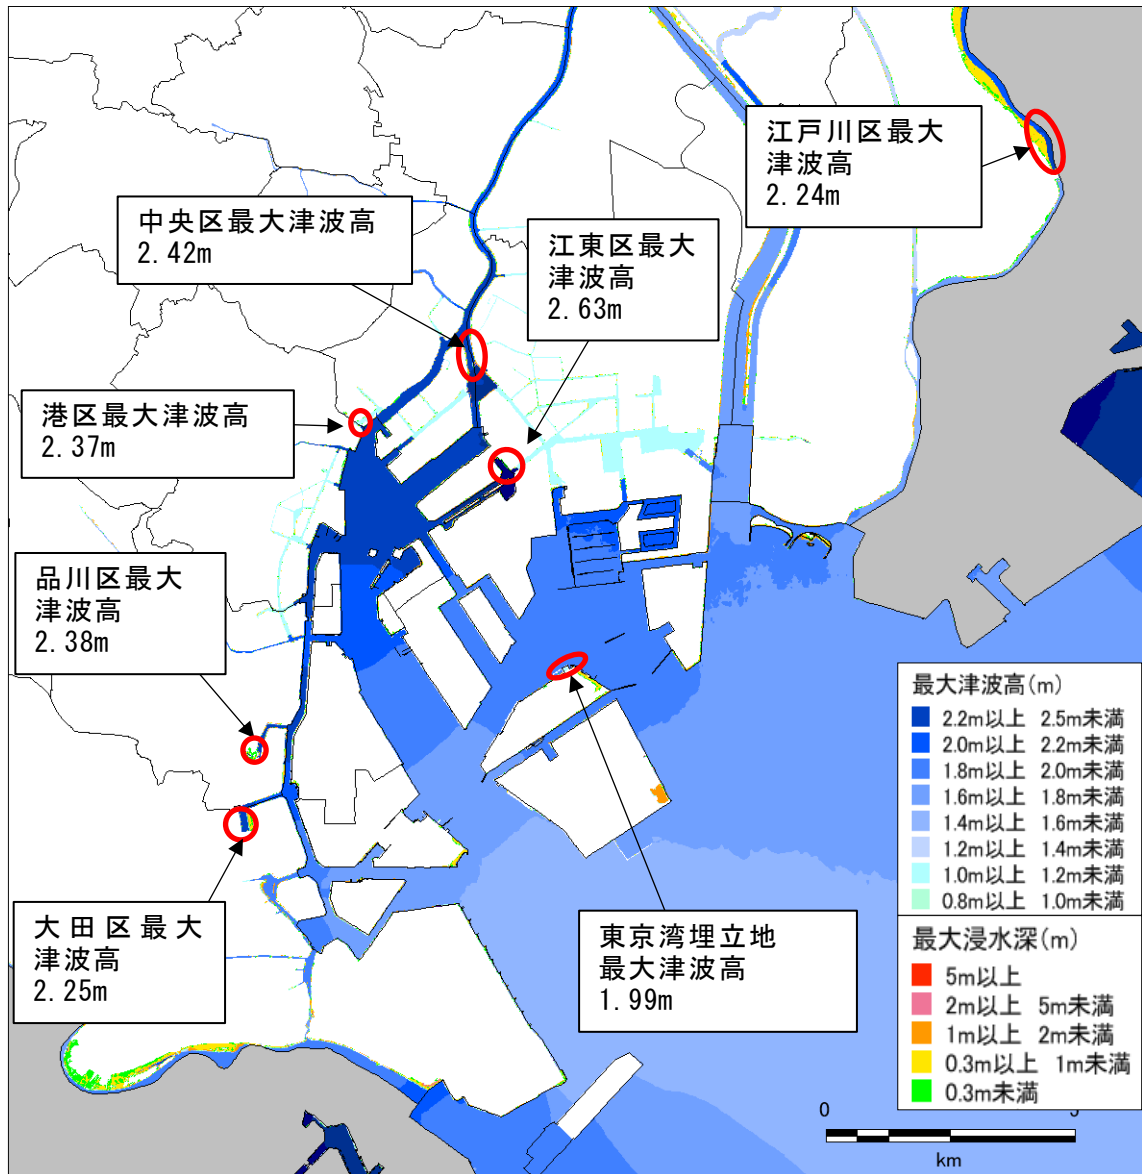 江戸川区最大
津波高
2.24m
中央区最大津波高
2.42m
江東区最大
津波高
2.63m
港区最大津波高
2.37m
品川区最大
津波高
2.38m
大田区最大
津波高
2.25m
東京湾埋立地
最大津波高
1.99m
最大津波高(m)
2.2m以上 2.5m未満
2.0m以上 2.2m未満
1.8m以上 2.0m未満
1.6m以上 1.8m未満
1.4m以上 1.6m未満
1.2m以上 1.4m未満
1.0m以上 1.2m未満
0.8m以上 1.0m未満
最大浸水深(m)
5m以上
2m以上 5m未満
1m以上 2m未満
0.3m以上 1m未満
0.3m未満
0
km